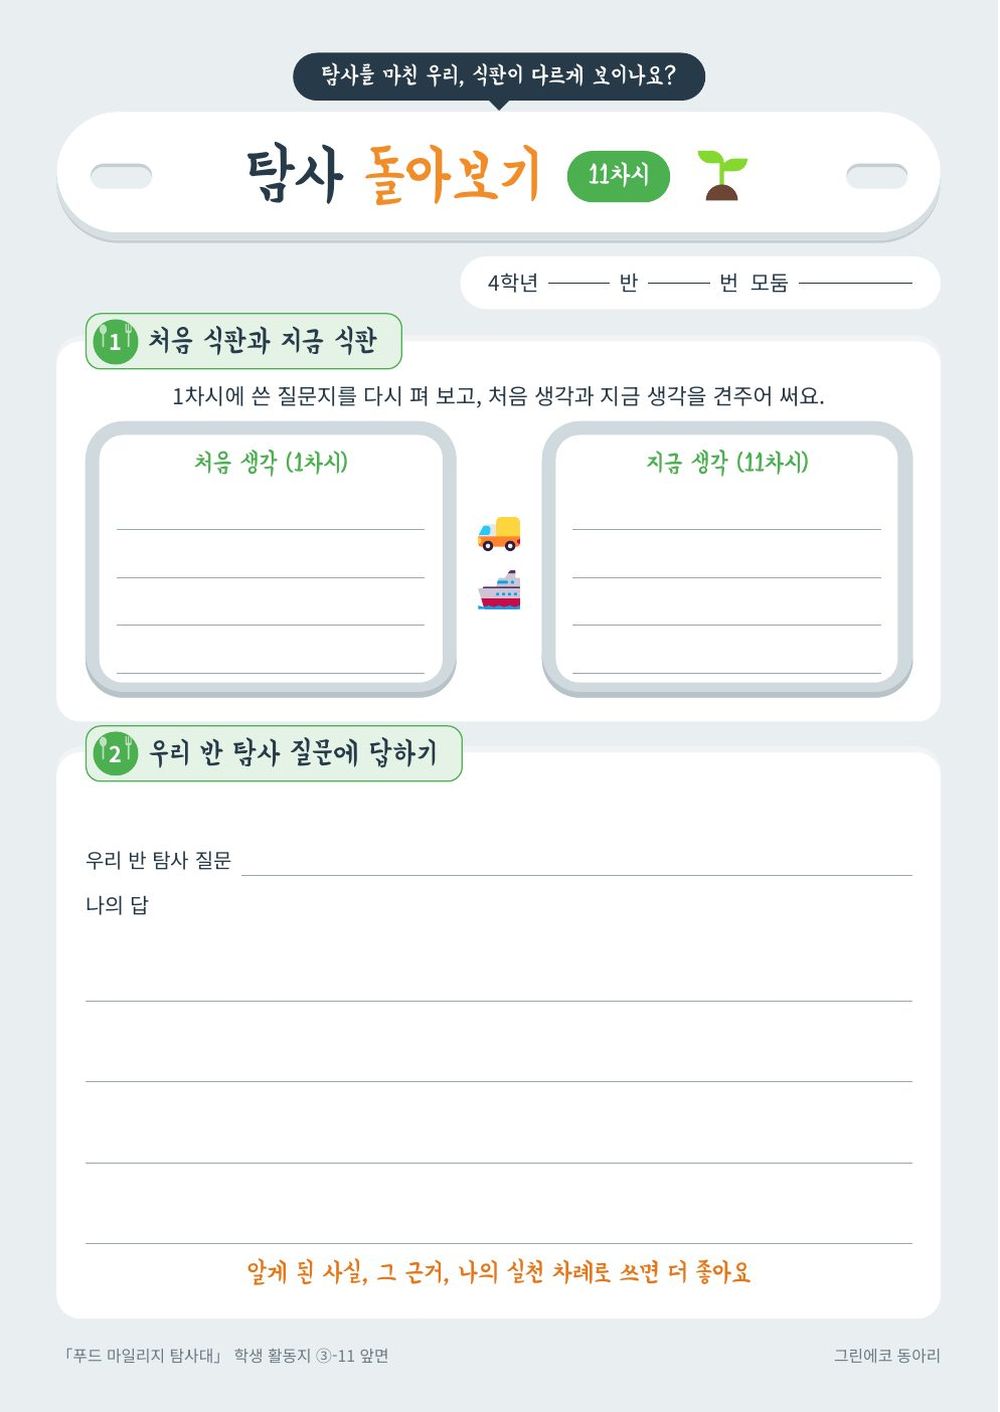 탐사를 마친 우리, 식판이 다르게 보이나요?
탐사 돌아보기 11차시
4학년 반 번 모둠
1 처음 식판과 지금 식판
1차시에 쓴 질문지를 다시 펴 보고, 처음 생각과 지금 생각을 견주어 써요.
처음 생각 (1차시)
지금 생각 (11차시)
2 우리 반 탐사 질문에 답하기
우리 반 탐사 질문
나의 답
알게 된 사실, 그 근거, 나의 실천 차례로 쓰면 더 좋아요
「푸드 마일리지 탐사대」 학생 활동지 ③-11 앞면
그린에코 동아리